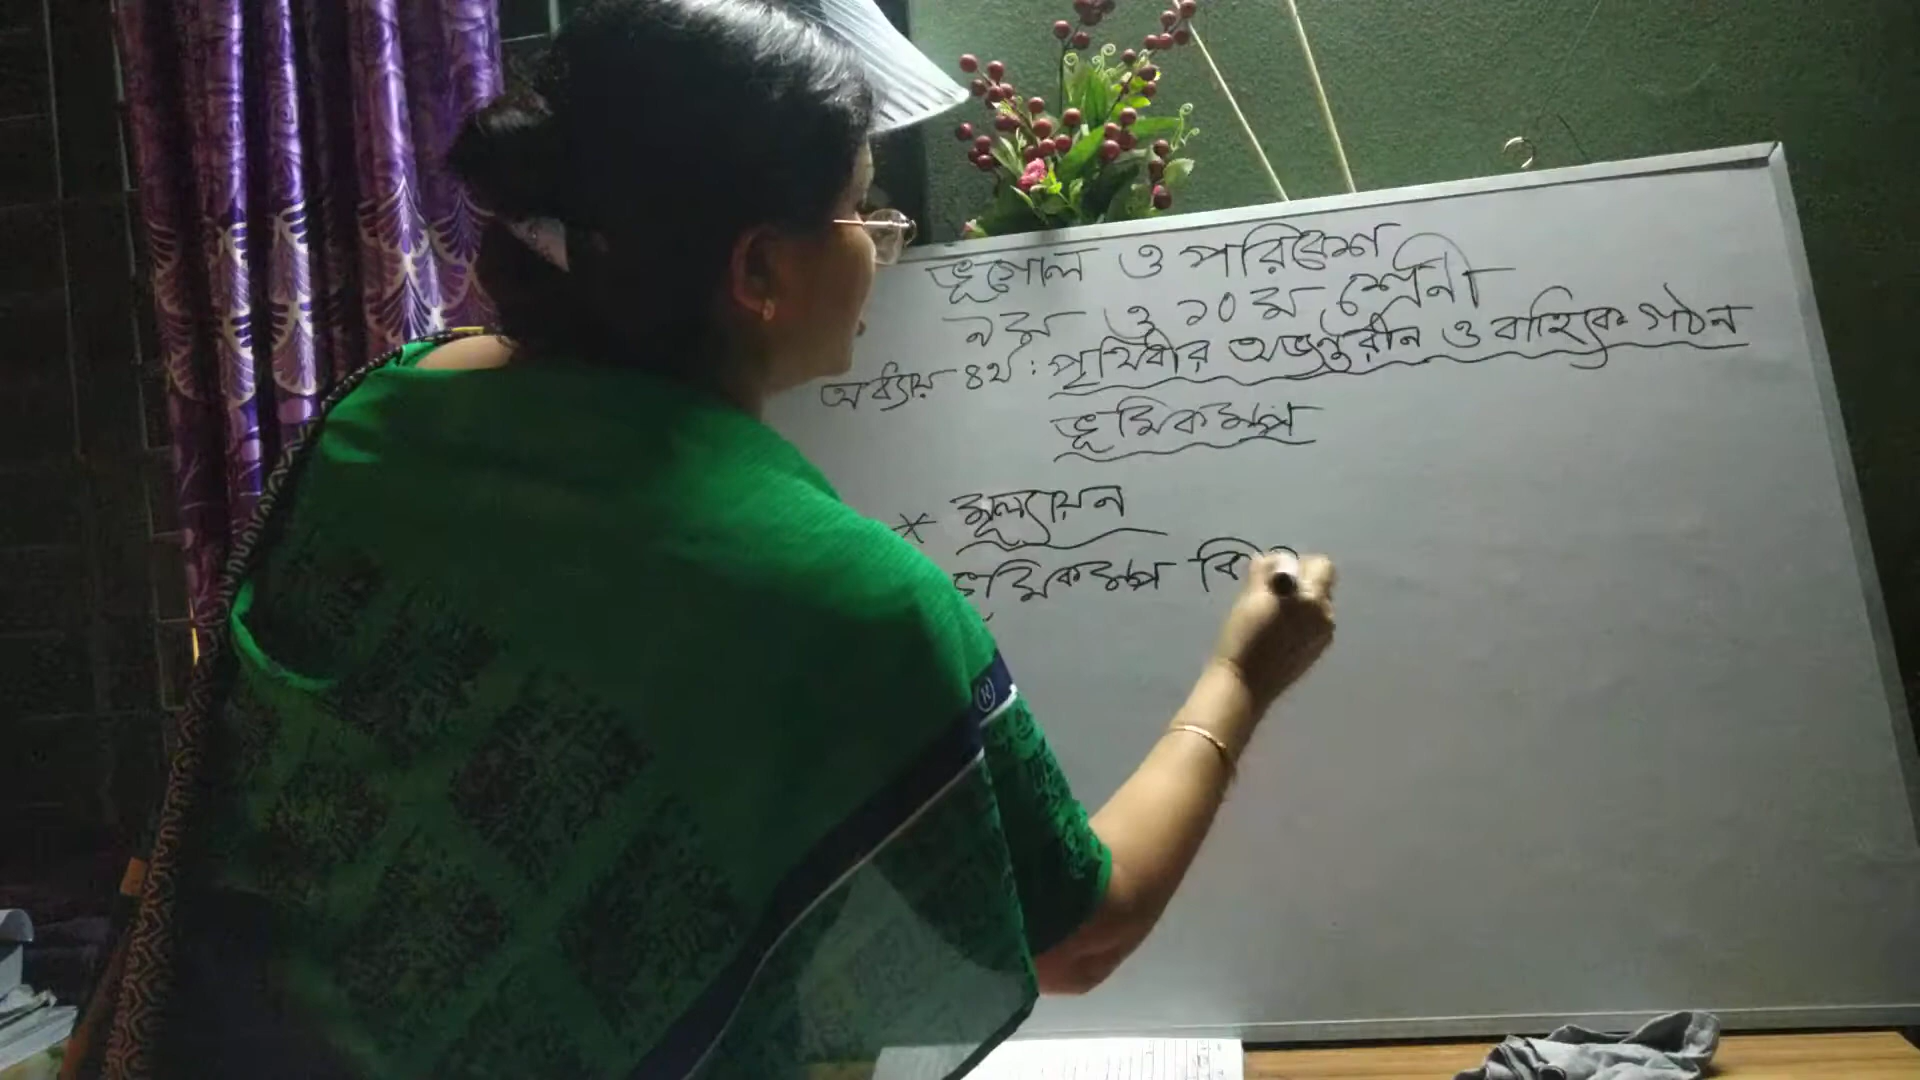 ভূগোল ও পরিবেশ
৯ম ও ১০ম শ্রেনী
অধ্যায় ৪র্থ : পৃথিবীর অভ্যন্তরীন ও বাহ্যিক গঠন
ভূমিকম্প
* মূল্যায়ন
ভূমিকম্প কি